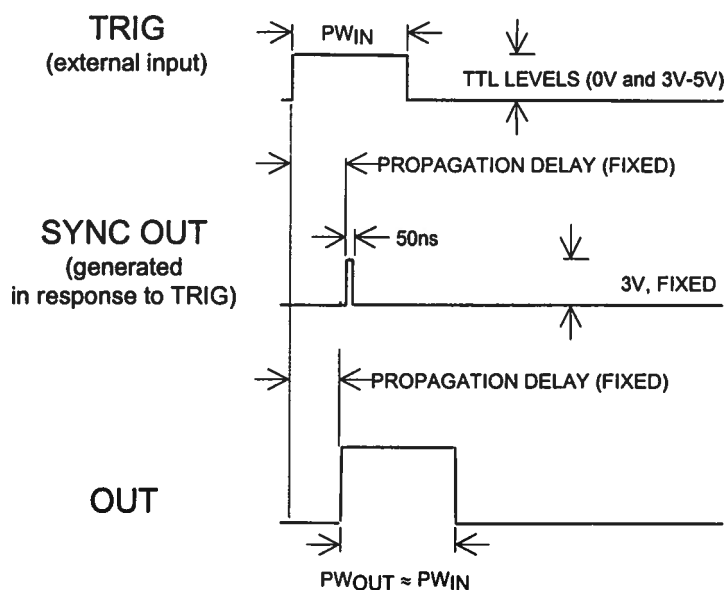 TRIG
(external input)
PWIN
TTL LEVELS (0V and 3V-5V)
PROPAGATION DELAY (FIXED)
SYNC OUT
(generated
in response to TRIG)
50ns
3V, FIXED
PROPAGATION DELAY (FIXED)
OUT
PWOUT ≈ PWIN